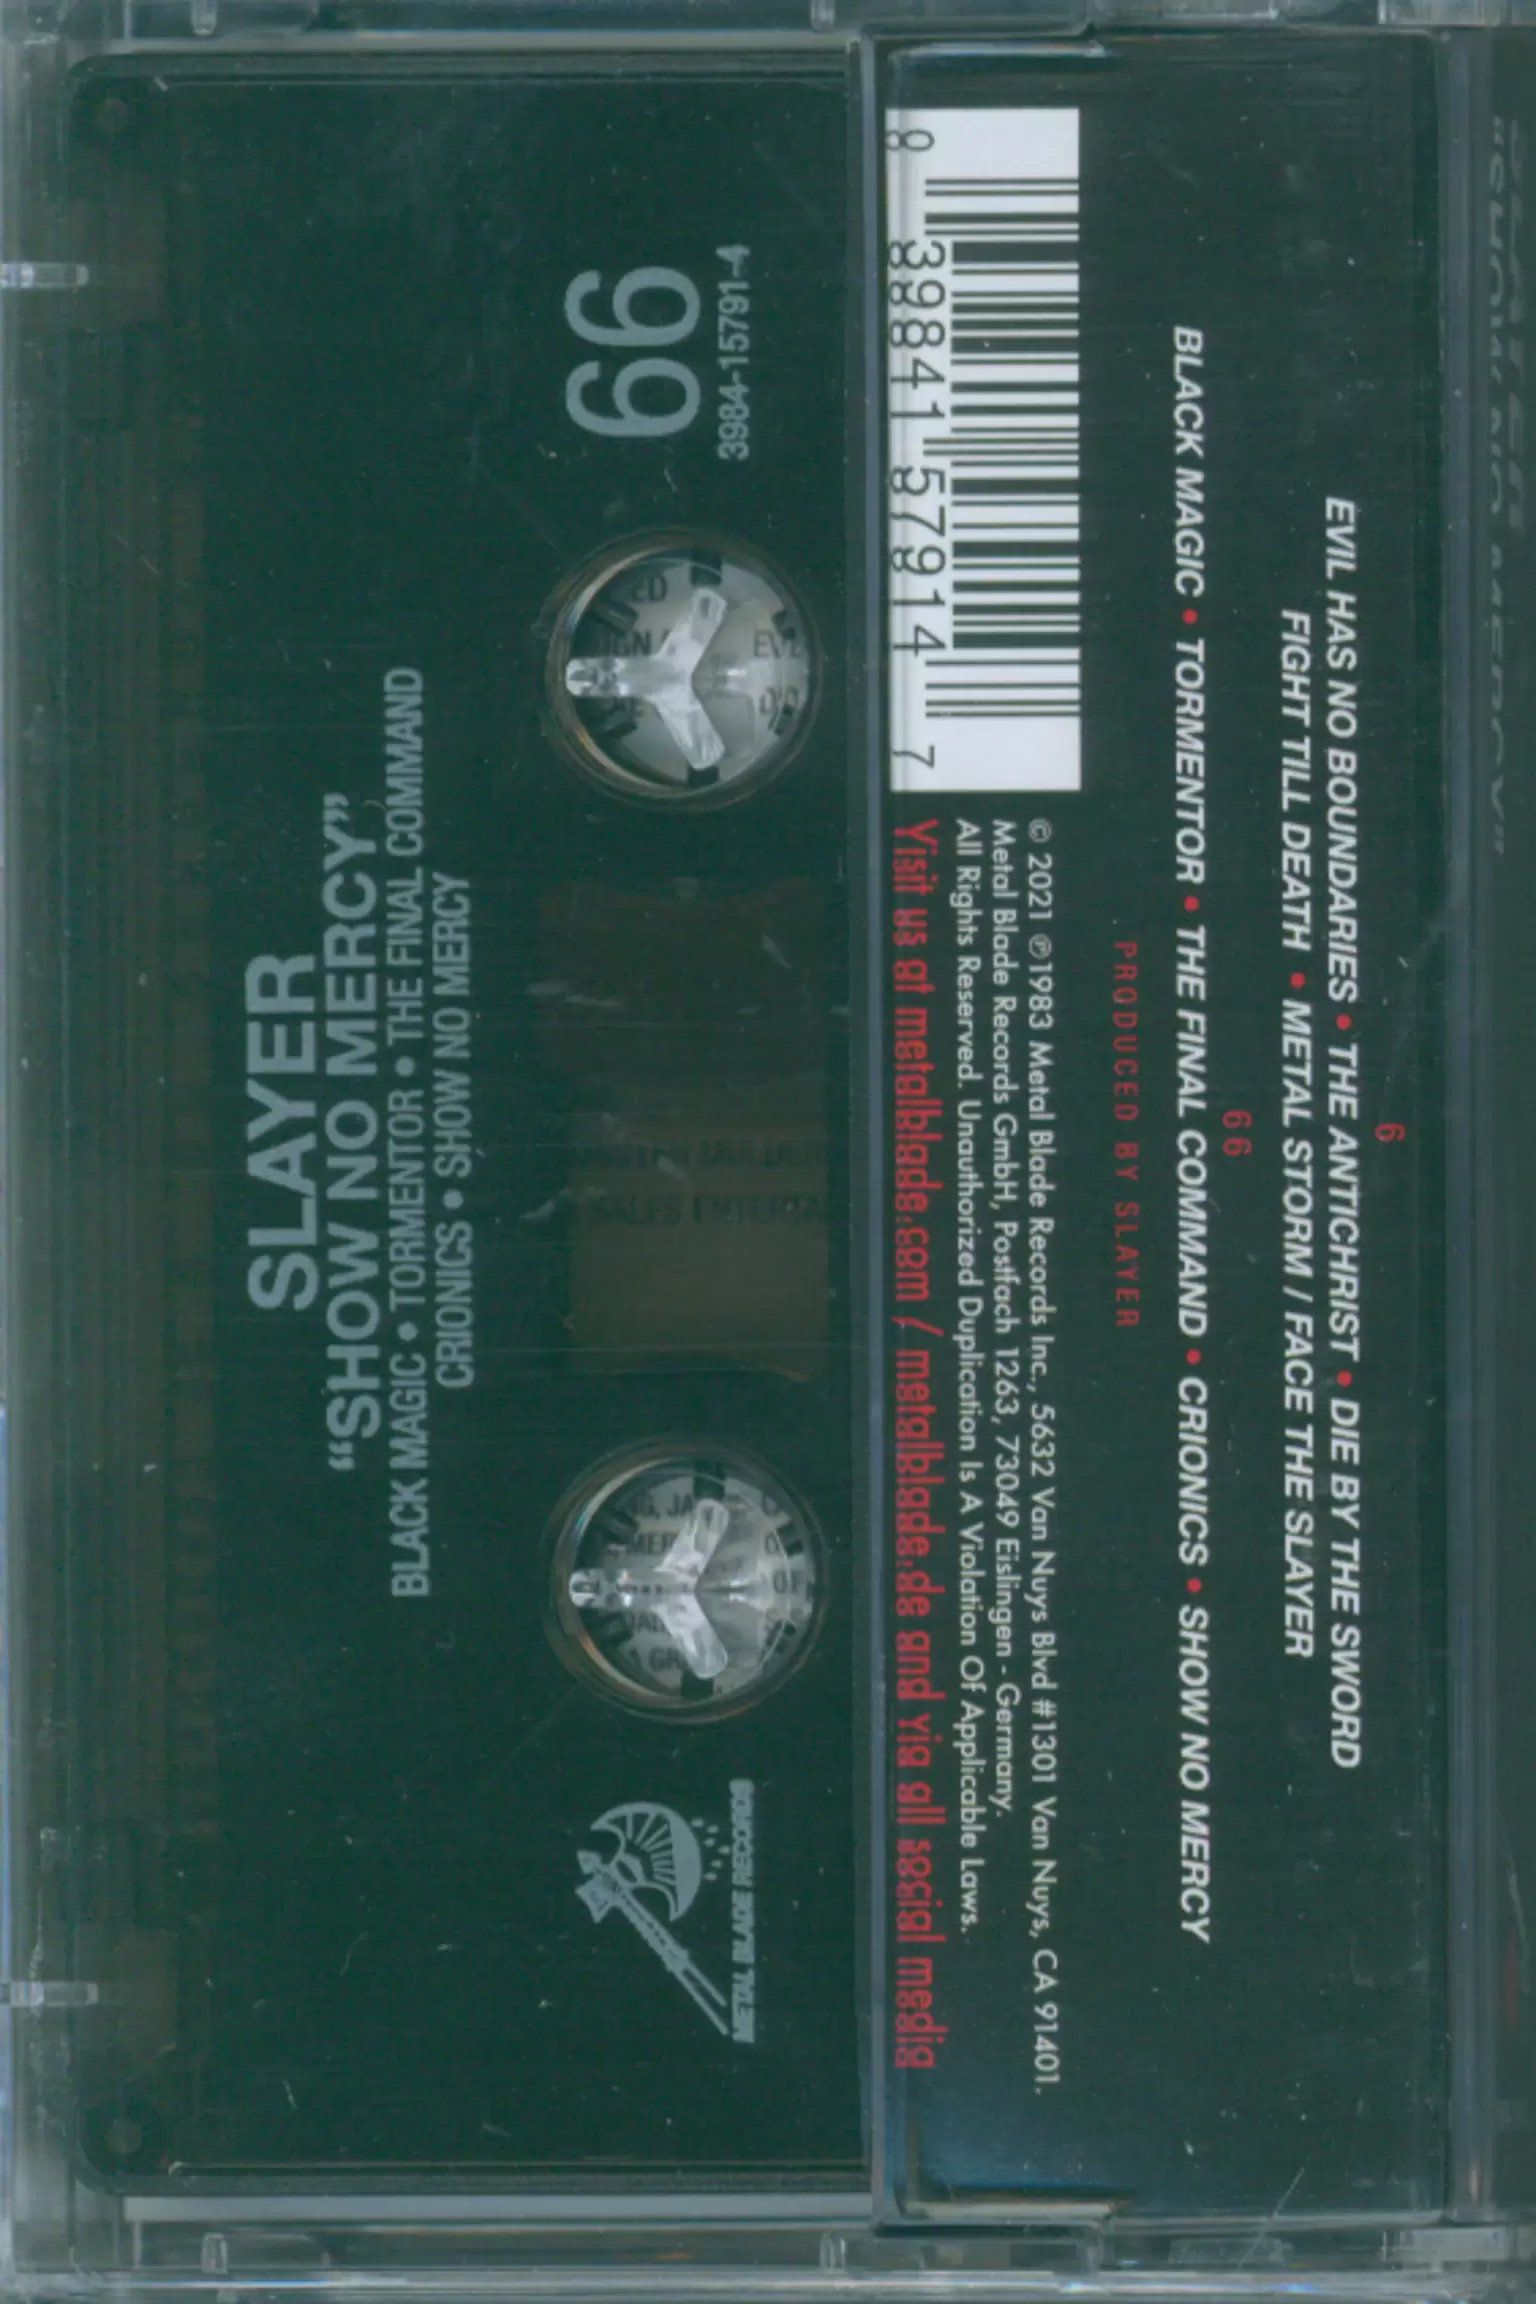 6
EVIL HAS NO BOUNDARIES • THE ANTICHRIST • DIE BY THE SWORD
FIGHT TILL DEATH • METAL STORM / FACE THE SLAYER
66
BLACK MAGIC • TORMENTOR • THE FINAL COMMAND • CRIONICS • SHOW NO MERCY
PRODUCED BY SLAYER
© 2021 ℗1983 Metal Blade Records Inc., 5632 Van Nuys Blvd #1301 Van Nuys, CA 91401.
Metal Blade Records GmbH, Postfach 1263, 73049 Eislingen - Germany.
All Rights Reserved. Unauthorized Duplication Is A Violation Of Applicable Laws.
Visit us at metalblade.com / metalblade.de and via all social media
8 39841 57914 7
3984-15791-4
66
METAL BLADE RECORDS
SLAYER
"SHOW NO MERCY"
BLACK MAGIC • TORMENTOR • THE FINAL COMMAND
CRIONICS • SHOW NO MERCY